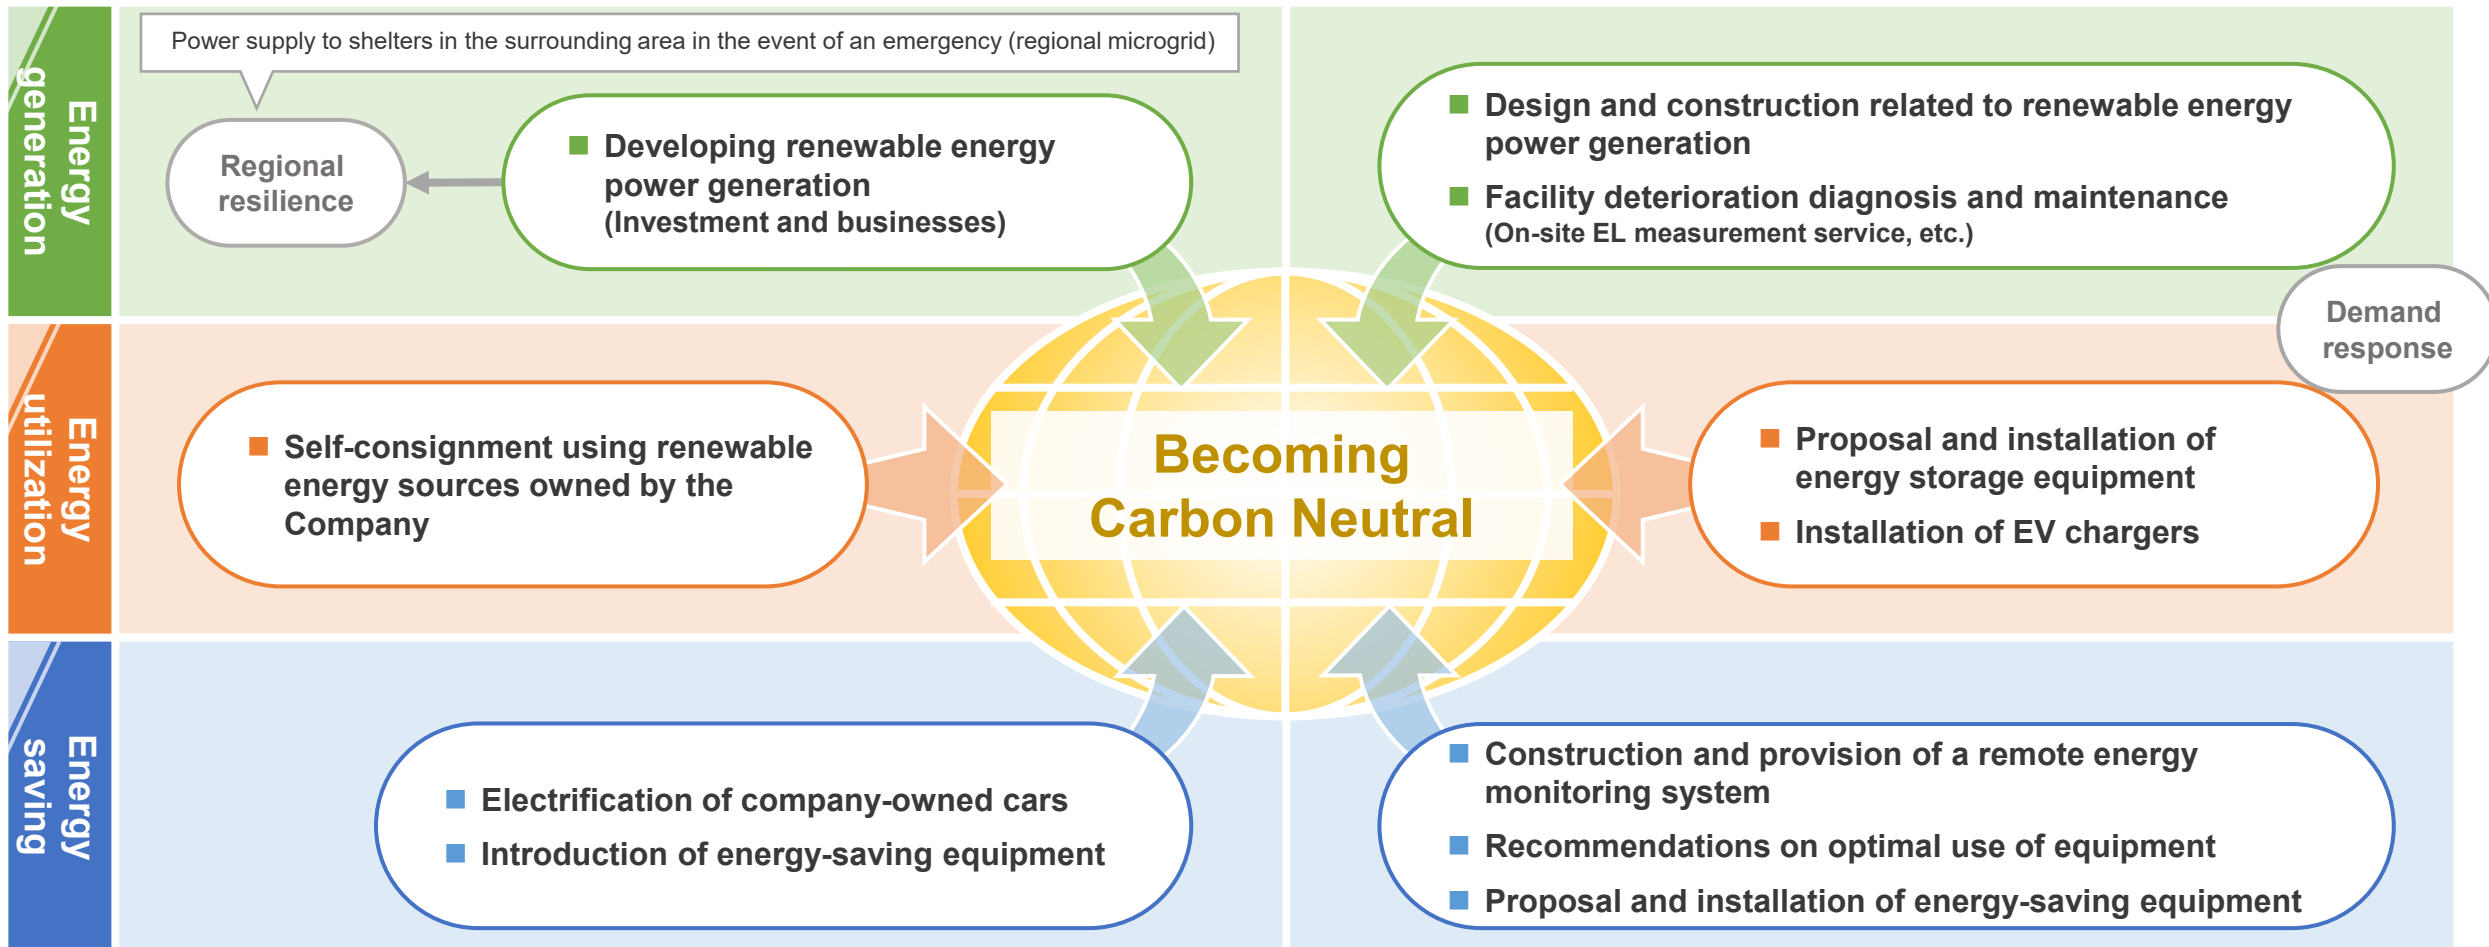 Energy
generation
Power supply to shelters in the surrounding area in the event of an emergency (regional microgrid)
Regional
resilience
■ Developing renewable energy
power generation
(Investment and businesses)
■ Design and construction related to renewable energy
power generation
■ Facility deterioration diagnosis and maintenance
(On-site EL measurement service, etc.)
Demand
response
Energy
utilization
■ Self-consignment using renewable
energy sources owned by the
Company
Becoming
Carbon Neutral
■ Proposal and installation of
energy storage equipment
■ Installation of EV chargers
Energy
saving
■ Electrification of company-owned cars
■ Introduction of energy-saving equipment
■ Construction and provision of a remote energy
monitoring system
■ Recommendations on optimal use of equipment
■ Proposal and installation of energy-saving equipment